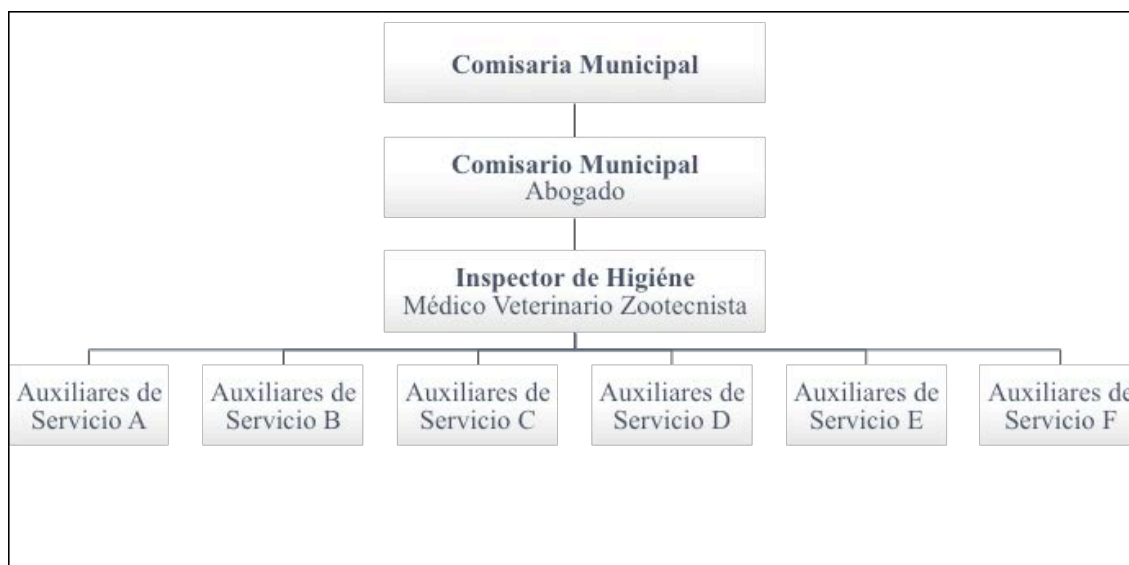 Comisaria Municipal
Comisario Municipal
Abogado
Inspector de Higiéne
Médico Veterinario Zootecnista
Auxiliares de
Servicio A
Auxiliares de
Servicio B
Auxiliares de
Servicio C
Auxiliares de
Servicio D
Auxiliares de
Servicio E
Auxiliares de
Servicio F